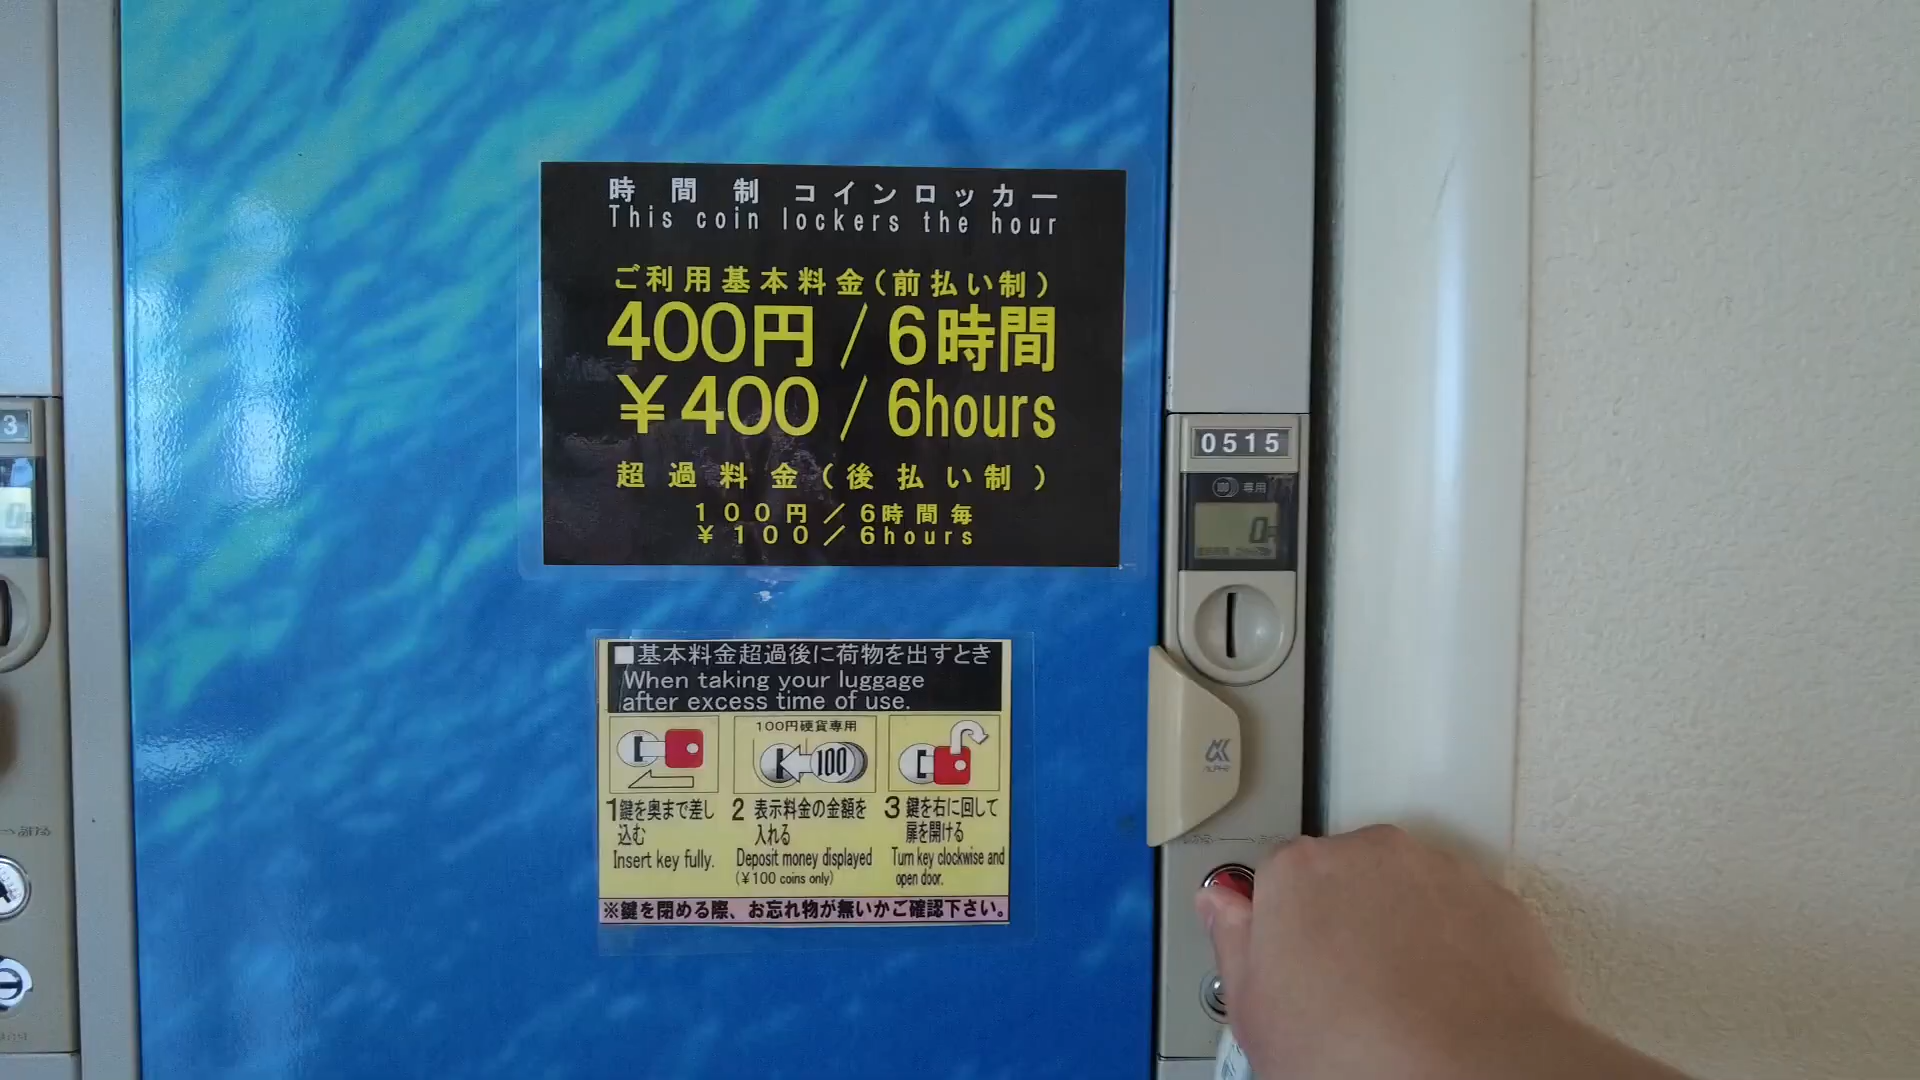 時間制 コインロッカー
This coin lockers the hour
ご利用基本料金(前払い制)
400円/6時間
¥400/6hours
超過料金(後払い制)
100円/6時間毎
¥100/6hours
■基本料金超過後に荷物を出すとき
When taking your luggage
after excess time of use.
100円硬貨専用
100
1鍵を奥まで差し
込む
Insert key fully.
2 表示料金の金額を
入れる
Deposit money displayed
(¥100 coins only)
3 鍵を右に回して
扉を開ける
Turn key clockwise and
open door.
※鍵を閉める際、お忘れ物が無いかご確認下さい。
0515
100 専用
0円
ALPHA
3
0